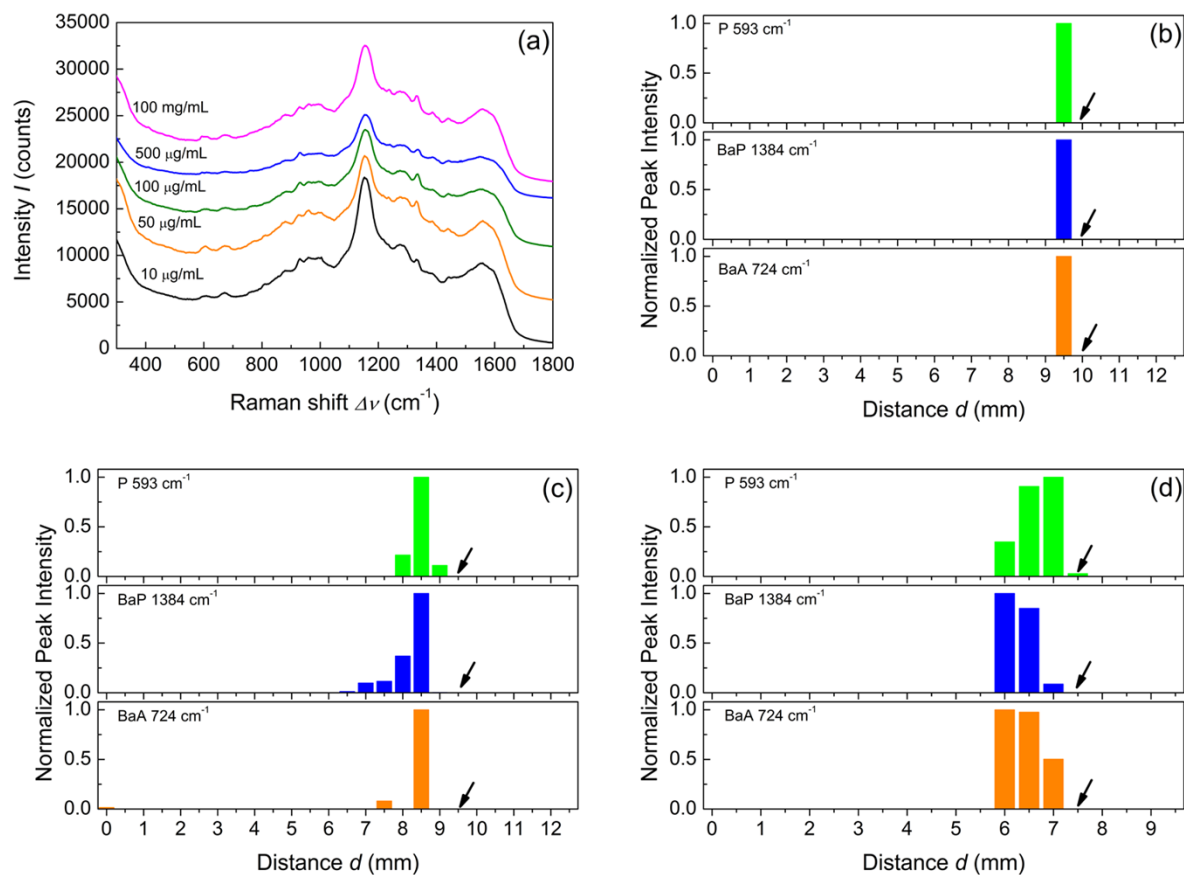 (a)
Intensity I (counts)
35000
30000
25000
20000
15000
10000
5000
0
100 mg/mL
500 μg/mL
100 μg/mL
50 μg/mL
10 μg/mL
400 600 800 1000 1200 1400 1600 1800
Raman shift Δν (cm⁻¹)
(b)
Normalized Peak Intensity
P 593 cm⁻¹
1.0
0.5
0.0
BaP 1384 cm⁻¹
1.0
0.5
0.0
BaA 724 cm⁻¹
1.0
0.5
0.0
0 1 2 3 4 5 6 7 8 9 10 11 12
Distance d (mm)
(c)
Normalized Peak Intensity
P 593 cm⁻¹
1.0
0.5
0.0
BaP 1384 cm⁻¹
1.0
0.5
0.0
BaA 724 cm⁻¹
1.0
0.5
0.0
0 1 2 3 4 5 6 7 8 9 10 11 12
Distance d (mm)
(d)
Normalized Peak Intensity
P 593 cm⁻¹
1.0
0.5
0.0
BaP 1384 cm⁻¹
1.0
0.5
0.0
BaA 724 cm⁻¹
1.0
0.5
0.0
0 1 2 3 4 5 6 7 8 9
Distance d (mm)